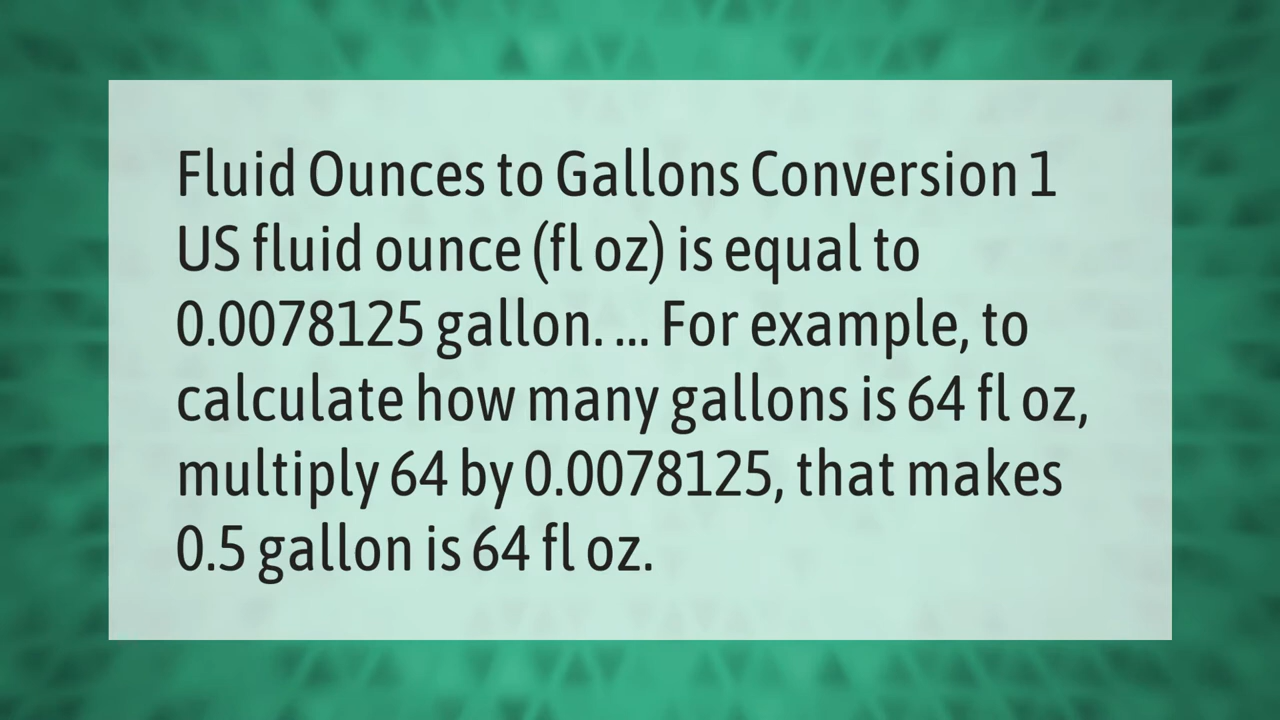 Fluid Ounces to Gallons Conversion 1
US fluid ounce (fl oz) is equal to
0.0078125 gallon. ... For example, to
calculate how many gallons is 64 fl oz,
multiply 64 by 0.0078125, that makes
0.5 gallon is 64 fl oz.